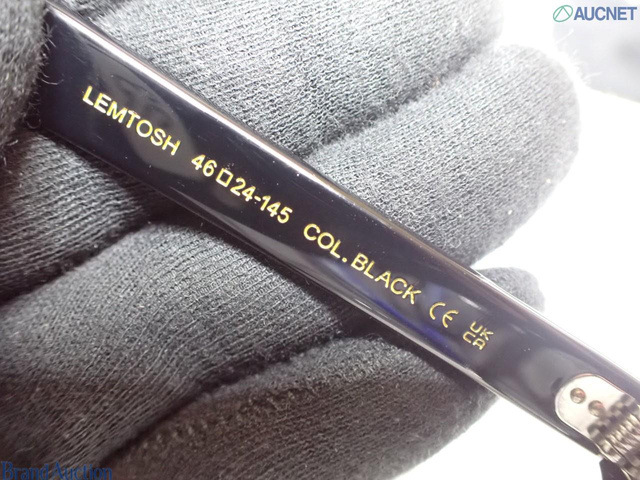 AUCNET
LEMTOSH 46□24-145 COL. BLACK CE UKCA
Brand Auction